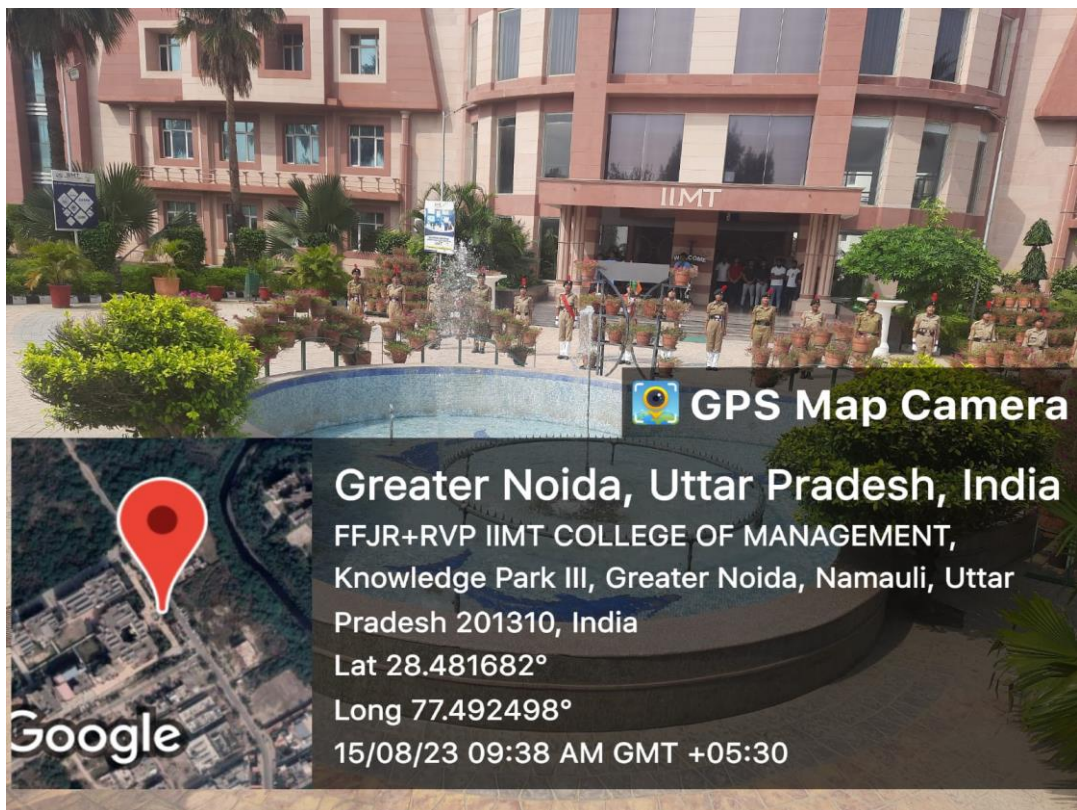 IIMT
IIMT
WELCOME
GPS Map Camera
Greater Noida, Uttar Pradesh, India
FFJR+RVP IIMT COLLEGE OF MANAGEMENT,
Knowledge Park III, Greater Noida, Namauli, Uttar
Pradesh 201310, India
Lat 28.481682°
Long 77.492498°
15/08/23 09:38 AM GMT +05:30
Google